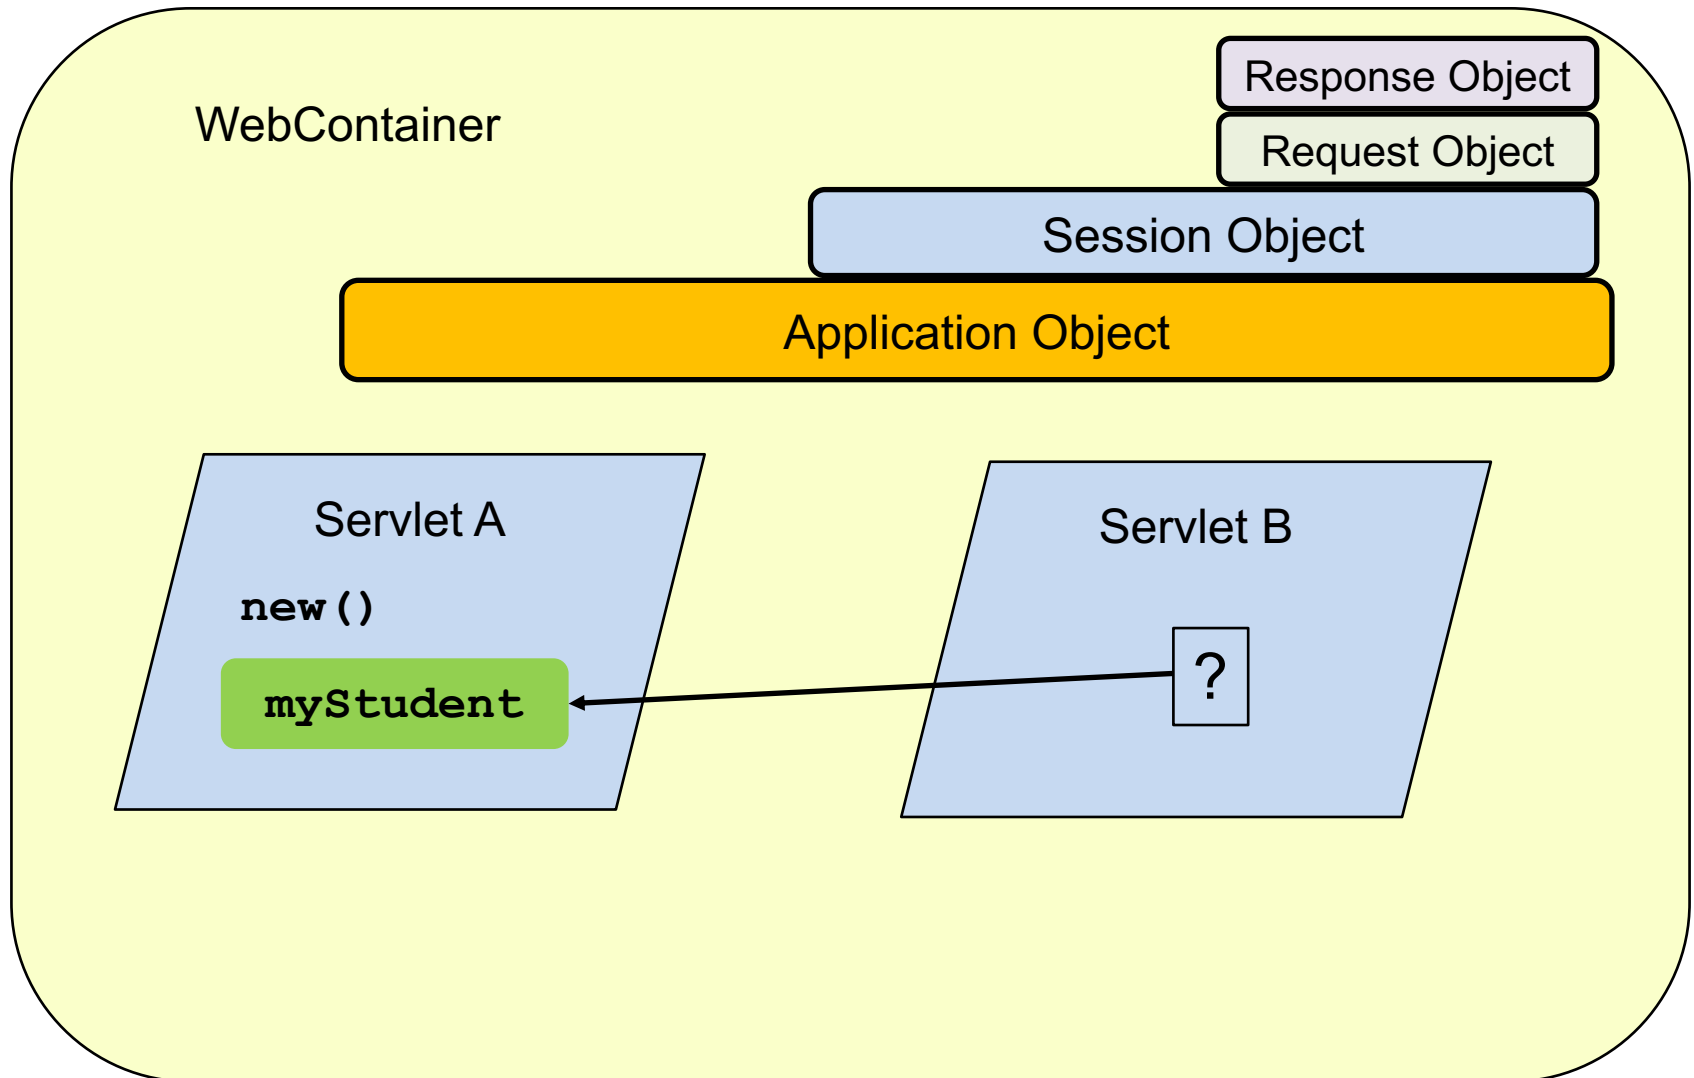 Response Object
WebContainer
Request Object
Session Object
Application Object
Servlet A
Servlet B
new()
?
myStudent